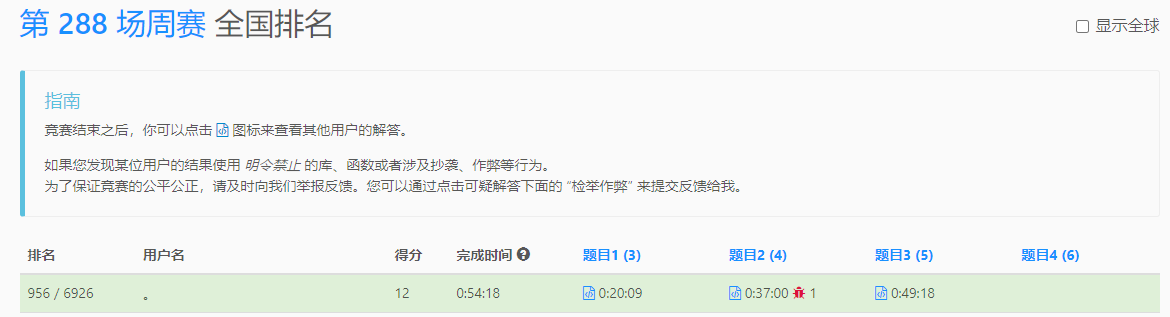 第 288 场周赛 全国排名
显示全球
指南
竞赛结束之后，你可以点击 图标来查看其他用户的解答。
如果您发现某位用户的结果使用 明令禁止 的库、函数或者涉及抄袭、作弊等行为。
为了保证竞赛的公平公正，请及时向我们举报反馈。您可以通过点击可疑解答下面的 “检举作弊” 来提交反馈给我。
排名 用户名 得分 完成时间 题目1 (3) 题目2 (4) 题目3 (5) 题目4 (6)
956 / 6926 。 12 0:54:18 0:20:09 0:37:00 1 0:49:18